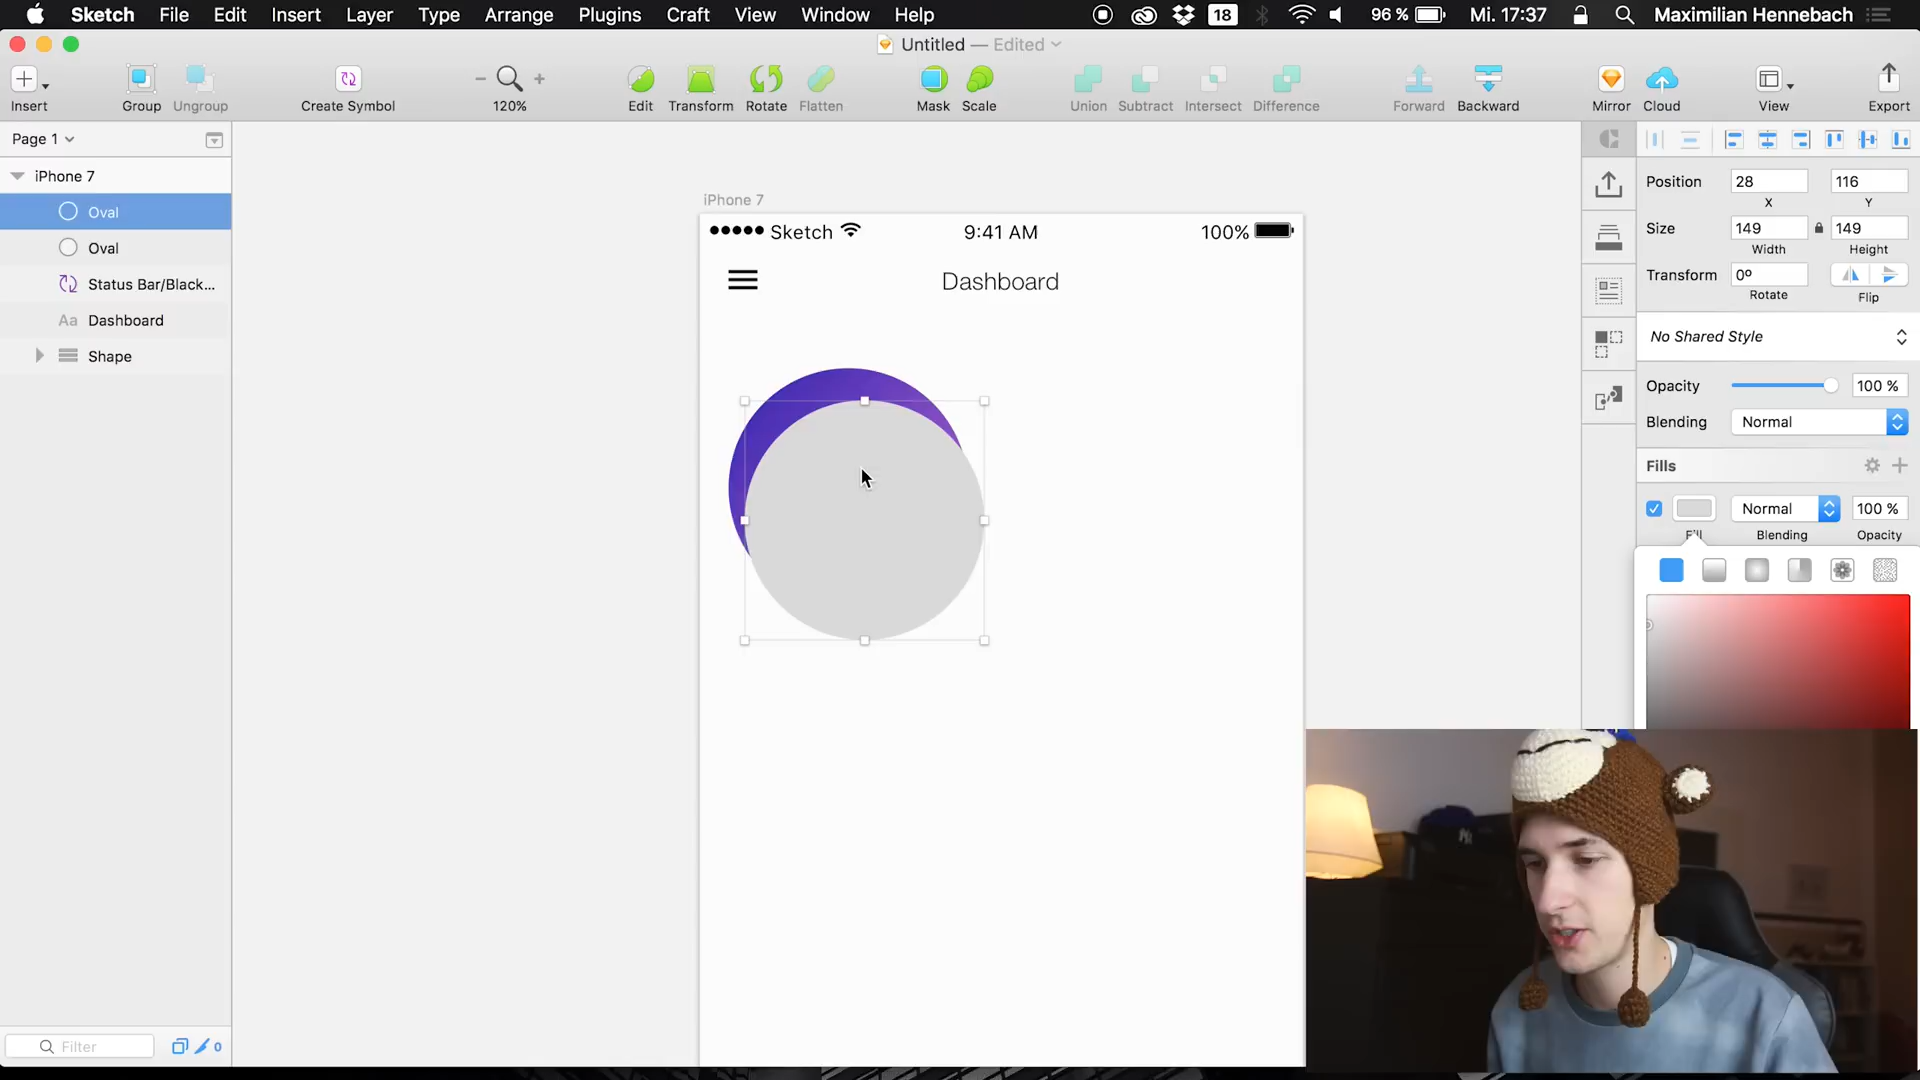 Sketch File Edit Insert Layer Type Arrange Plugins Craft View Window Help 18 96 % Mi. 17:37 Maximilian Hennebach
Untitled — Edited
Insert Group Ungroup Create Symbol 120% Edit Transform Rotate Flatten Mask Scale Union Subtract Intersect Difference Forward Backward Mirror Cloud View Export
Page 1
iPhone 7
Oval
Oval
Status Bar/Black...
Aa Dashboard
Shape
Filter 0
iPhone 7
Sketch 9:41 AM 100%
Dashboard
Position 28 116
X Y
Size 149 149
Width Height
Transform 0º
Rotate Flip
No Shared Style
Opacity 100 %
Blending Normal
Fills
Normal 100 %
Fill Blending Opacity